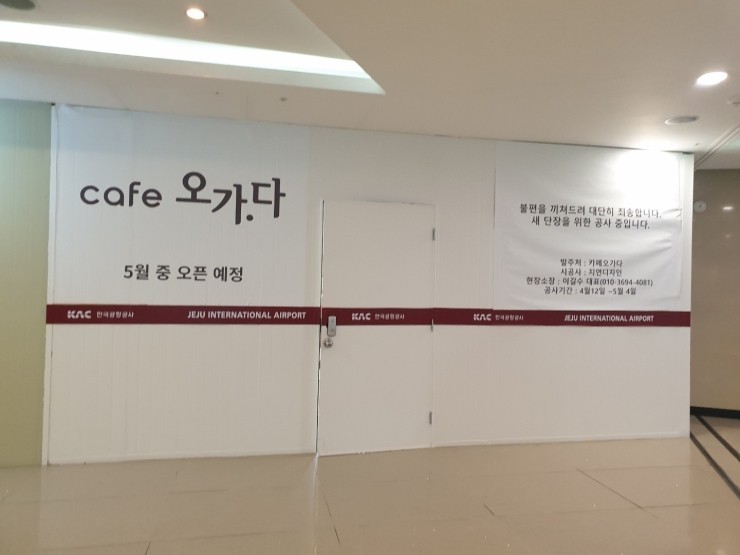 cafe 오가다
5월 중 오픈 예정
불편을 끼쳐드려 대단히 죄송합니다.
새 단장을 위한 공사 중입니다.
발주처 : 카페오가다
시공사 : 지연디자인
현장소장 : 이길수 대표(010-3694-4081)
공사기간 : 4월12일 ~5월 4일
KAC 한국공항공사 JEJU INTERNATIONAL AIRPORT KAC 한국공항공사 KAC 한국공항공사 JEJU INTERNATIONAL AIRPORT